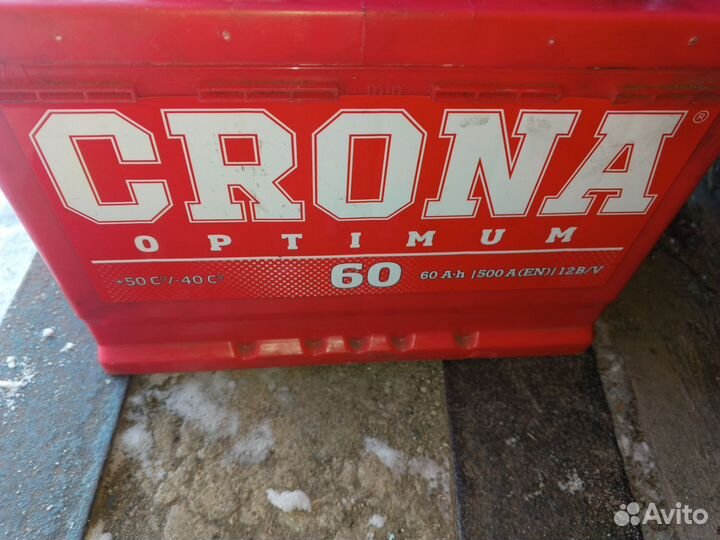 CRONA®
OPTIMUM
+50 C°/-40 C° 60 60 A·h | 500 A(EN) | 12B/V
Avito